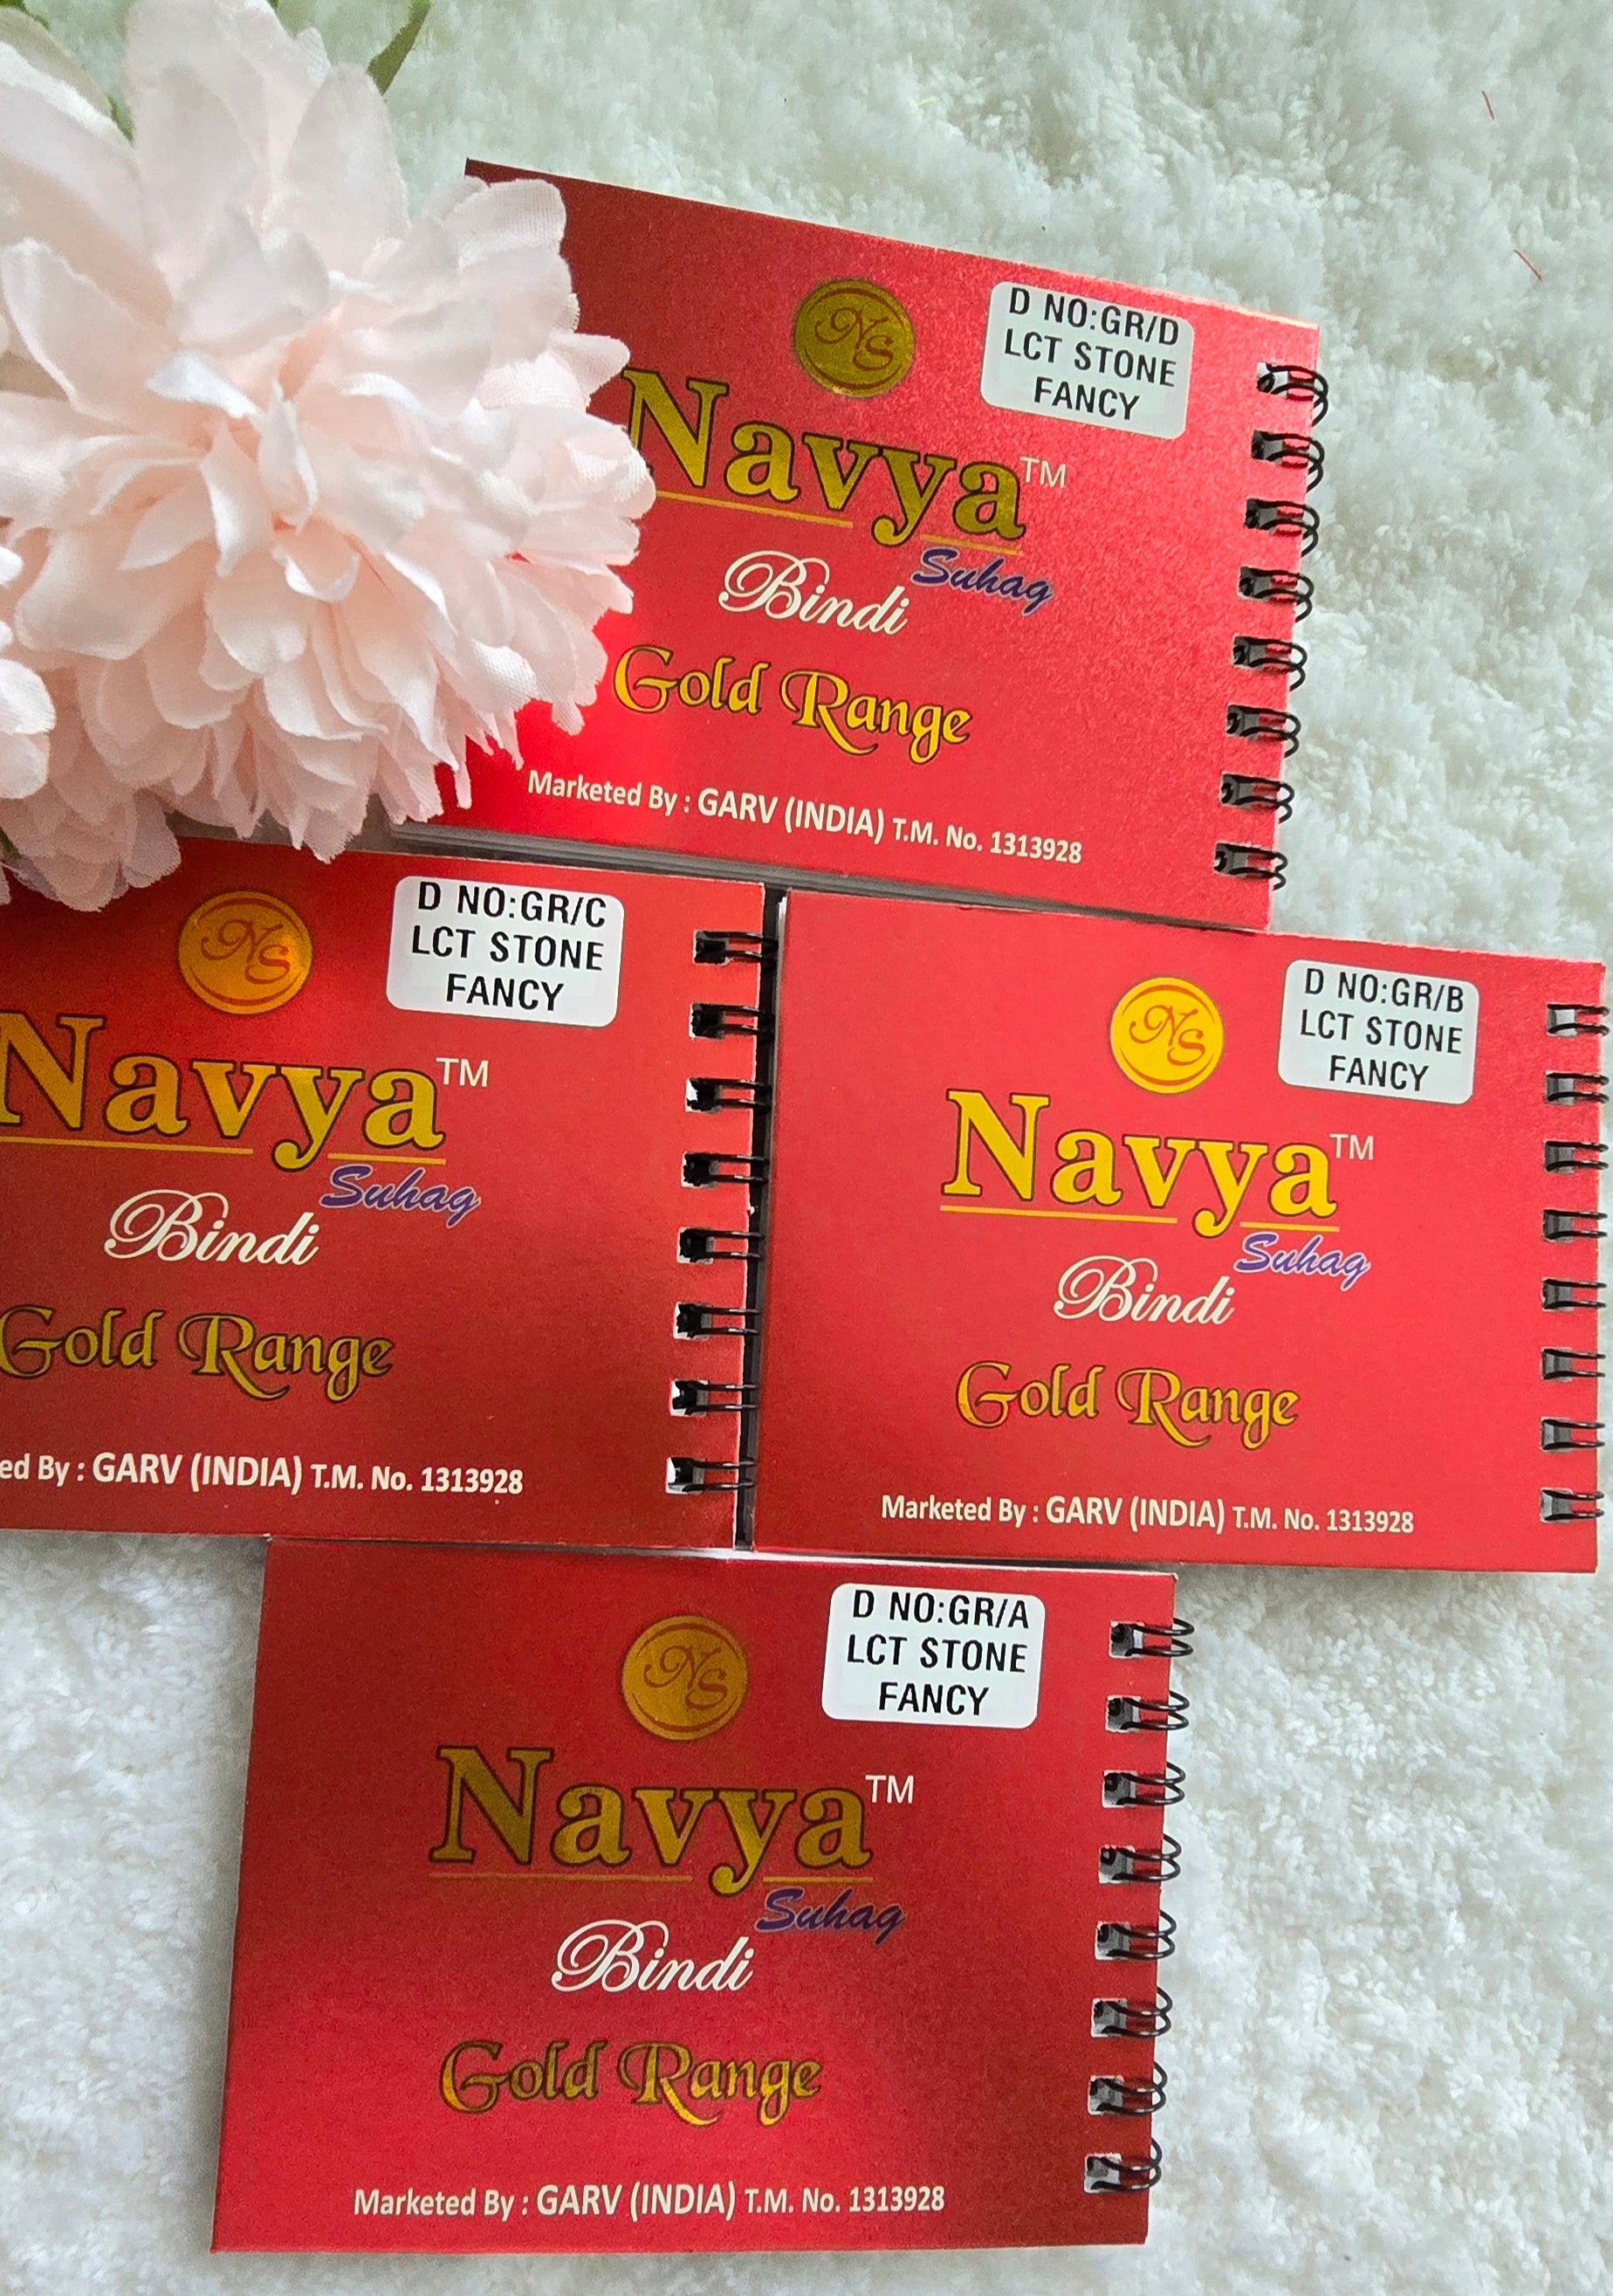 D NO:GR/D
LCT STONE
FANCY
NS
Navya™
Suhag
Bindi
Gold Range
Marketed By : GARV (INDIA) T.M. No. 1313928
D NO:GR/C
LCT STONE
FANCY
NS
Navya™
Suhag
Bindi
Gold Range
ed By : GARV (INDIA) T.M. No. 1313928
D NO:GR/B
LCT STONE
FANCY
NS
Navya™
Suhag
Bindi
Gold Range
Marketed By : GARV (INDIA) T.M. No. 1313928
D NO:GR/A
LCT STONE
FANCY
NS
Navya™
Suhag
Bindi
Gold Range
Marketed By : GARV (INDIA) T.M. No. 1313928